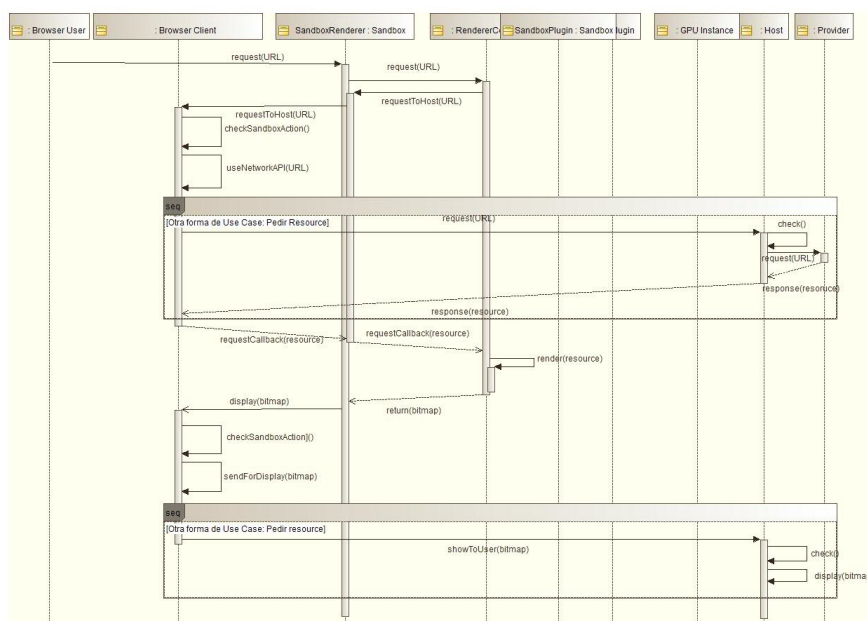 : Browser User
: Browser Client
SandboxRenderer : Sandbox
: RendererCo
SandboxPlugin : Sandbox
lugin
: GPU Instance
: Host
: Provider
request(URL)
request(URL)
requestToHost(URL)
requestToHost(URL)
checkSandboxAction()
useNetworkAPI(URL)
seq
[Otra forma de Use Case: Pedir Resource]
request(URL)
check()
request(URL)
response(resoruce)
response(resource)
requestCallback(resource)
requestCallback(resource)
render(resource)
display(bitmap)
return(bitmap)
checkSandboxAction]()
sendForDisplay(bitmap)
seq
[Otra forma de Use Case: Pedir resource]
showToUser(bitmap)
check()
display(bitma